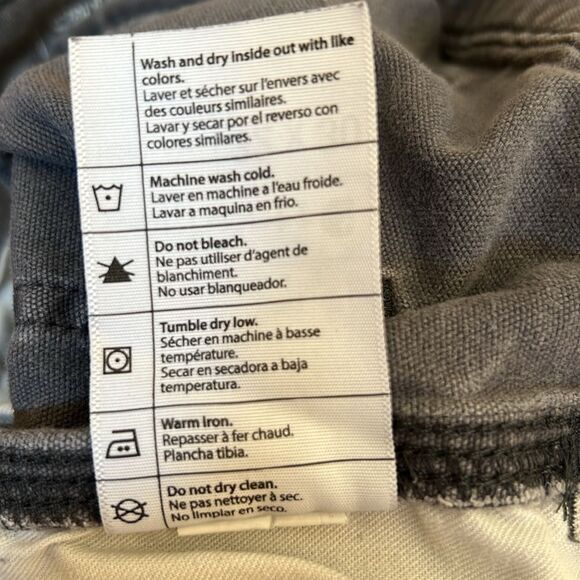 Wash and dry inside out with like
colors.
Laver et sécher sur l'envers avec
des couleurs similaires.
Lavar y secar por el reverso con
colores similares.
Machine wash cold.
Laver en machine a l'eau froide.
Lavar a maquina en frio.
Do not bleach.
Ne pas utiliser d'agent de
blanchiment.
No usar blanqueador.
Tumble dry low.
Sécher en machine à basse
température.
Secar en secadora a baja
temperatura.
Warm iron.
Repasser à fer chaud.
Plancha tibia.
Do not dry clean.
Ne pas nettoyer à sec.
No limpiar en seco.